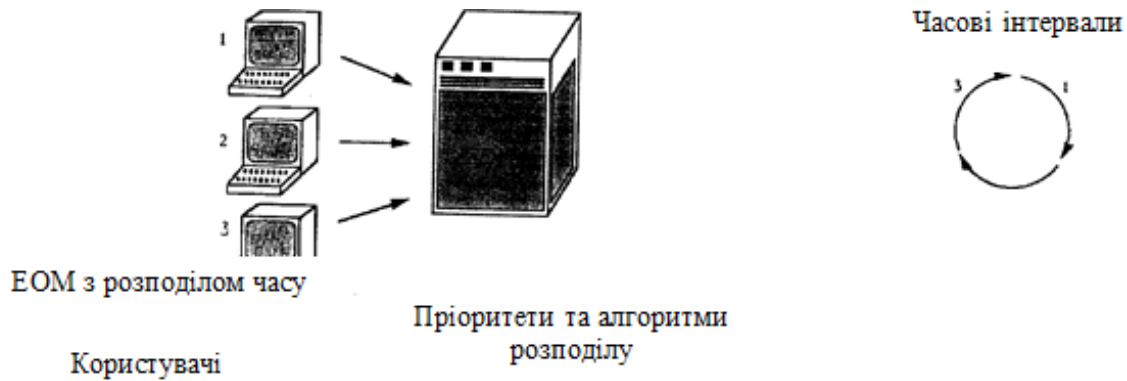 Часові інтервали
1
2
3
3
1
ЕОМ з розподілом часу
Пріоритети та алгоритми
розподілу
Користувачі